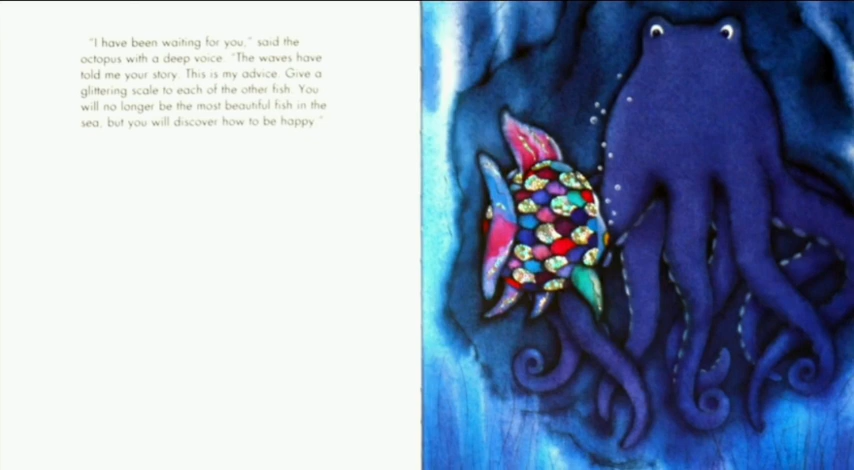 "I have been waiting for you," said the
octopus with a deep voice. "The waves have
told me your story. This is my advice. Give a
glittering scale to each of the other fish. You
will no longer be the most beautiful fish in the
sea, but you will discover how to be happy."